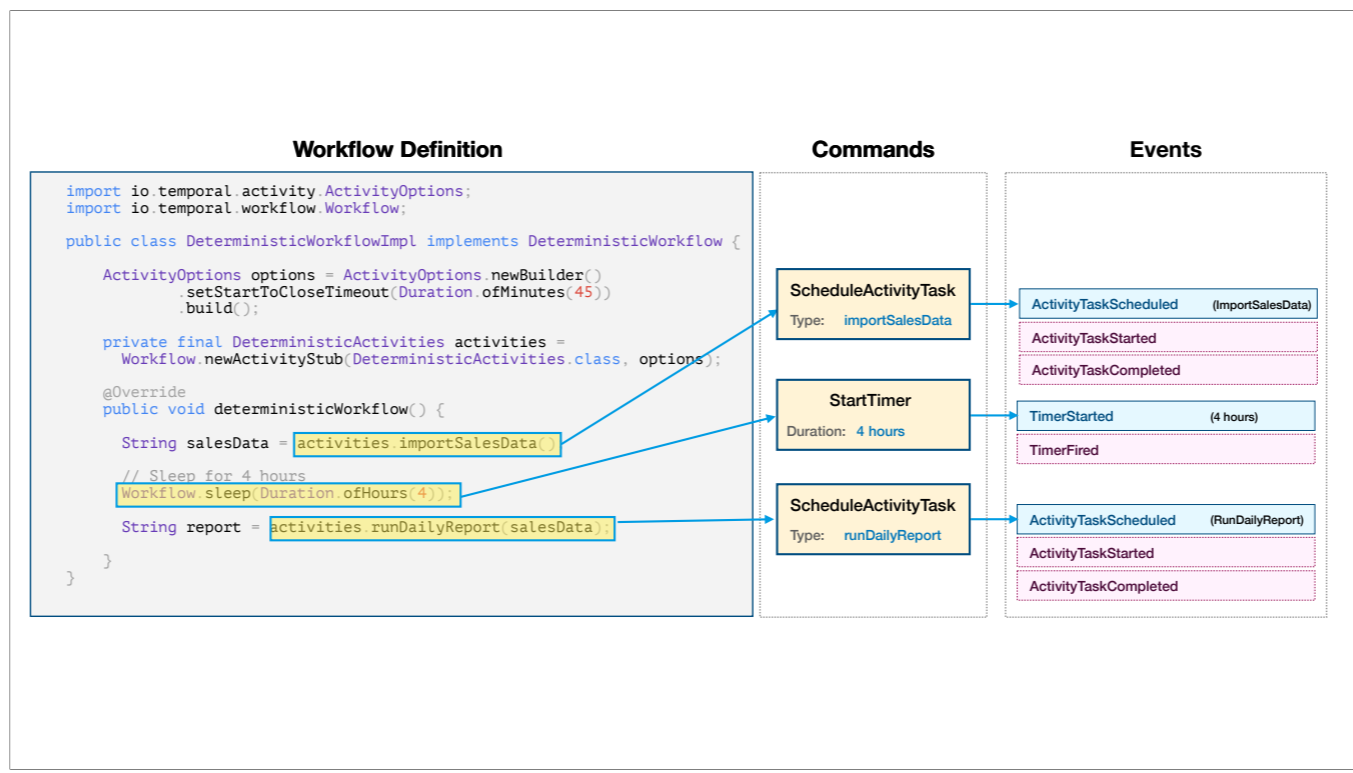 Workflow Definition
import io.temporal.activity.ActivityOptions;
import io.temporal.workflow.Workflow;
public class DeterministicWorkflowImpl implements DeterministicWorkflow {
ActivityOptions options = ActivityOptions.newBuilder()
.setStartToCloseTimeout(Duration.ofMinutes(45))
.build();
private final DeterministicActivities activities =
Workflow.newActivityStub(DeterministicActivities.class, options);
@Override
public void deterministicWorkflow() {
String salesData = activities.importSalesData()
// Sleep for 4 hours
Workflow.sleep(Duration.ofHours(4));
String report = activities.runDailyReport(salesData);
}
}
Commands
ScheduleActivityTask
Type: importSalesData
StartTimer
Duration: 4 hours
ScheduleActivityTask
Type: runDailyReport
Events
ActivityTaskScheduled (ImportSalesData)
ActivityTaskStarted
ActivityTaskCompleted
TimerStarted (4 hours)
TimerFired
ActivityTaskScheduled (RunDailyReport)
ActivityTaskStarted
ActivityTaskCompleted